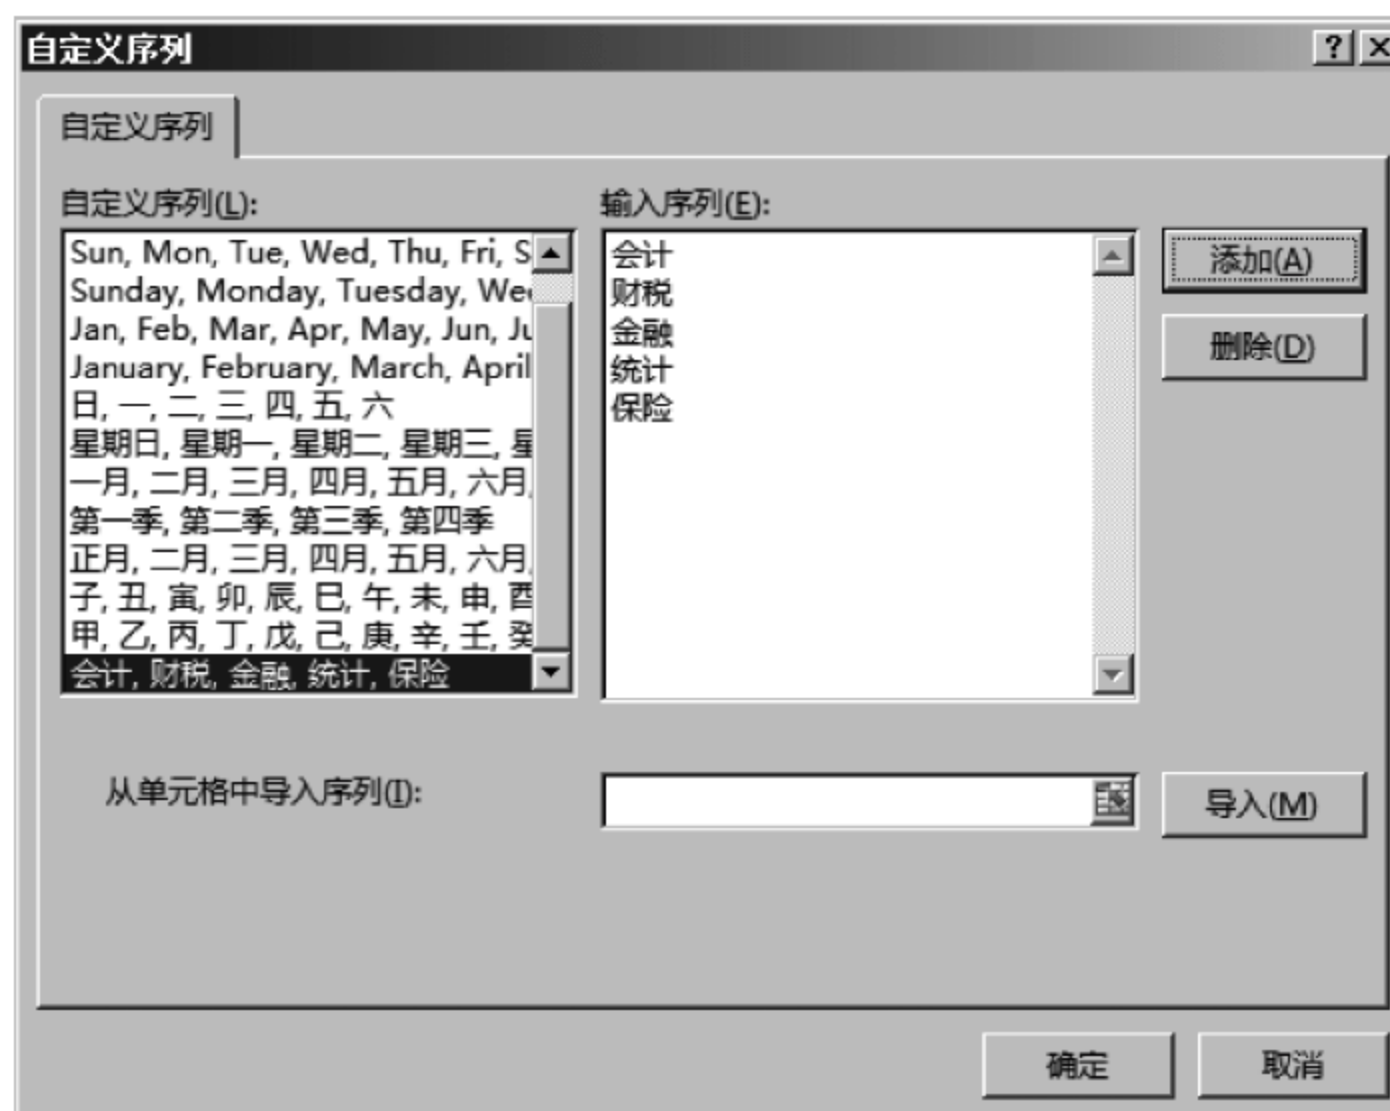 自定义序列
自定义序列
自定义序列(L):
Sun, Mon, Tue, Wed, Thu, Fri, S
Sunday, Monday, Tuesday, We
Jan, Feb, Mar, Apr, May, Jun, Ju
January, February, March, April
日, 一, 二, 三, 四, 五, 六
星期日, 星期一, 星期二, 星期三, 星
一月, 二月, 三月, 四月, 五月, 六月,
第一季, 第二季, 第三季, 第四季
正月, 二月, 三月, 四月, 五月, 六月,
子, 丑, 寅, 卯, 辰, 巳, 午, 未, 申, 酉
甲, 乙, 丙, 丁, 戊, 己, 庚, 辛, 壬, 癸
会计, 财税, 金融, 统计, 保险
输入序列(E):
会计
财税
金融
统计
保险
添加(A)
删除(D)
从单元格中导入序列(I):
导入(M)
确定
取消